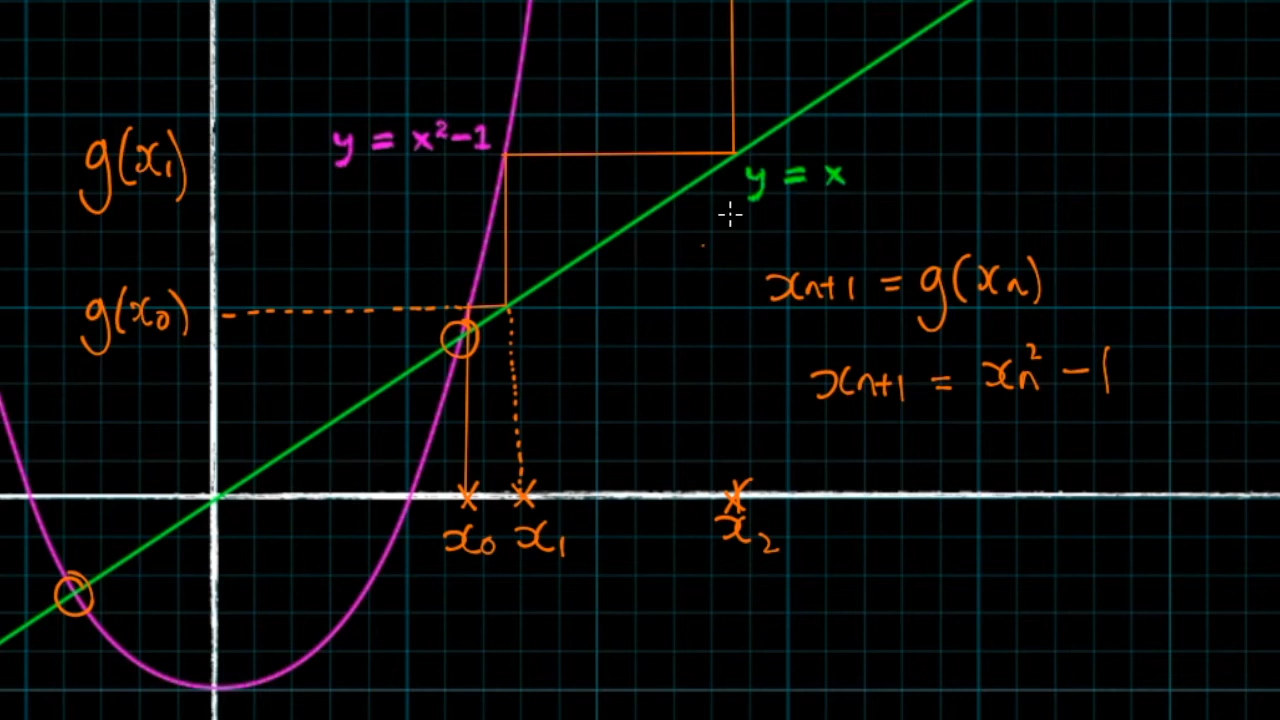 y = x²-1
g(x₁)
y = x
xₙ₊₁ = g(xₙ)
g(x₀)
xₙ₊₁ = xₙ² - 1
x₀ x₁ x₂